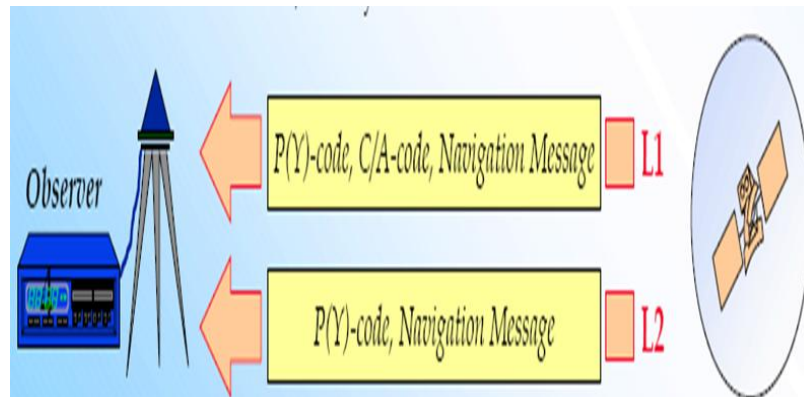 P(Y)-code, C/A-code, Navigation Message
L1
Observer
P(Y)-code, Navigation Message
L2